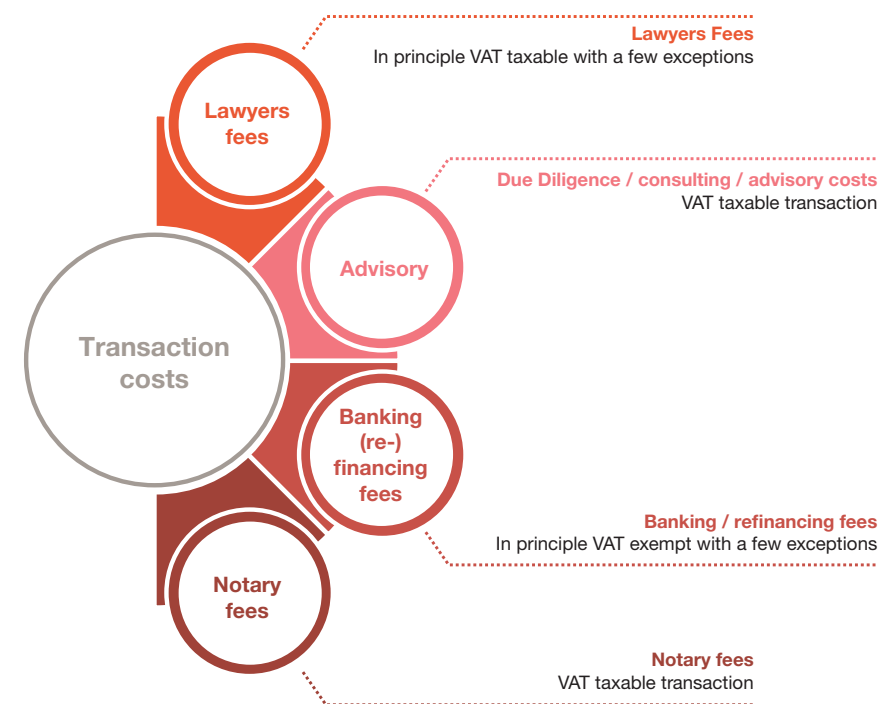 Lawyers Fees
In principle VAT taxable with a few exceptions
Lawyers
fees
Due Diligence / consulting / advisory costs
VAT taxable transaction
Advisory
Transaction
costs
Banking
(re-)
financing
fees
Banking / refinancing fees
In principle VAT exempt with a few exceptions
Notary
fees
Notary fees
VAT taxable transaction